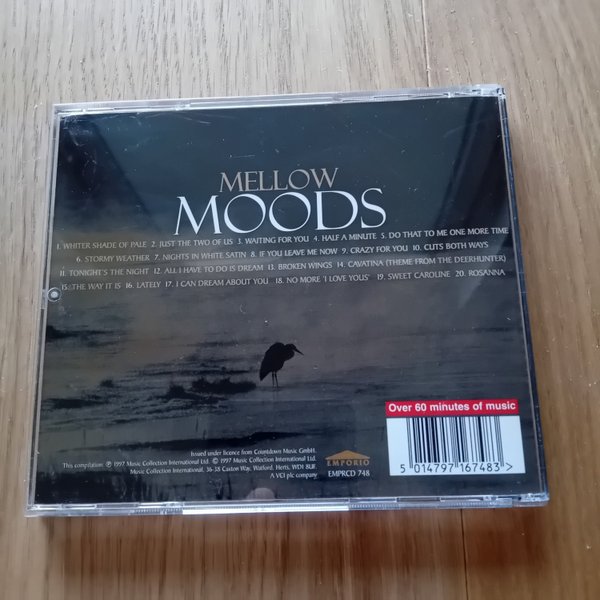 MELLOW
MOODS
1. WHITER SHADE OF PALE 2. JUST THE TWO OF US 3. WAITING FOR YOU 4. HALF A MINUTE 5. DO THAT TO ME ONE MORE TIME
6. STORMY WEATHER 7. NIGHTS IN WHITE SATIN 8. IF YOU LEAVE ME NOW 9. CRAZY FOR YOU 10. CUTS BOTH WAYS
11. TONIGHT'S THE NIGHT 12. ALL I HAVE TO DO IS DREAM 13. BROKEN WINGS 14. CAVATINA (THEME FROM THE DEERHUNTER)
15. THE WAY IT IS 16. LATELY 17. I CAN DREAM ABOUT YOU 18. NO MORE 'I LOVE YOUS' 19. SWEET CAROLINE 20. ROSANNA
Over 60 minutes of music
Issued under licence from Countdown Music GmbH.
This compilation ℗ 1997 Music Collection International Ltd. © 1997 Music Collection International Ltd.
Music Collection International, 36-38 Caxton Way, Watford, Herts, WD1 8UF.
A VCI plc company
EMPORIO
EMPRCD 748
5 014797 167483 >